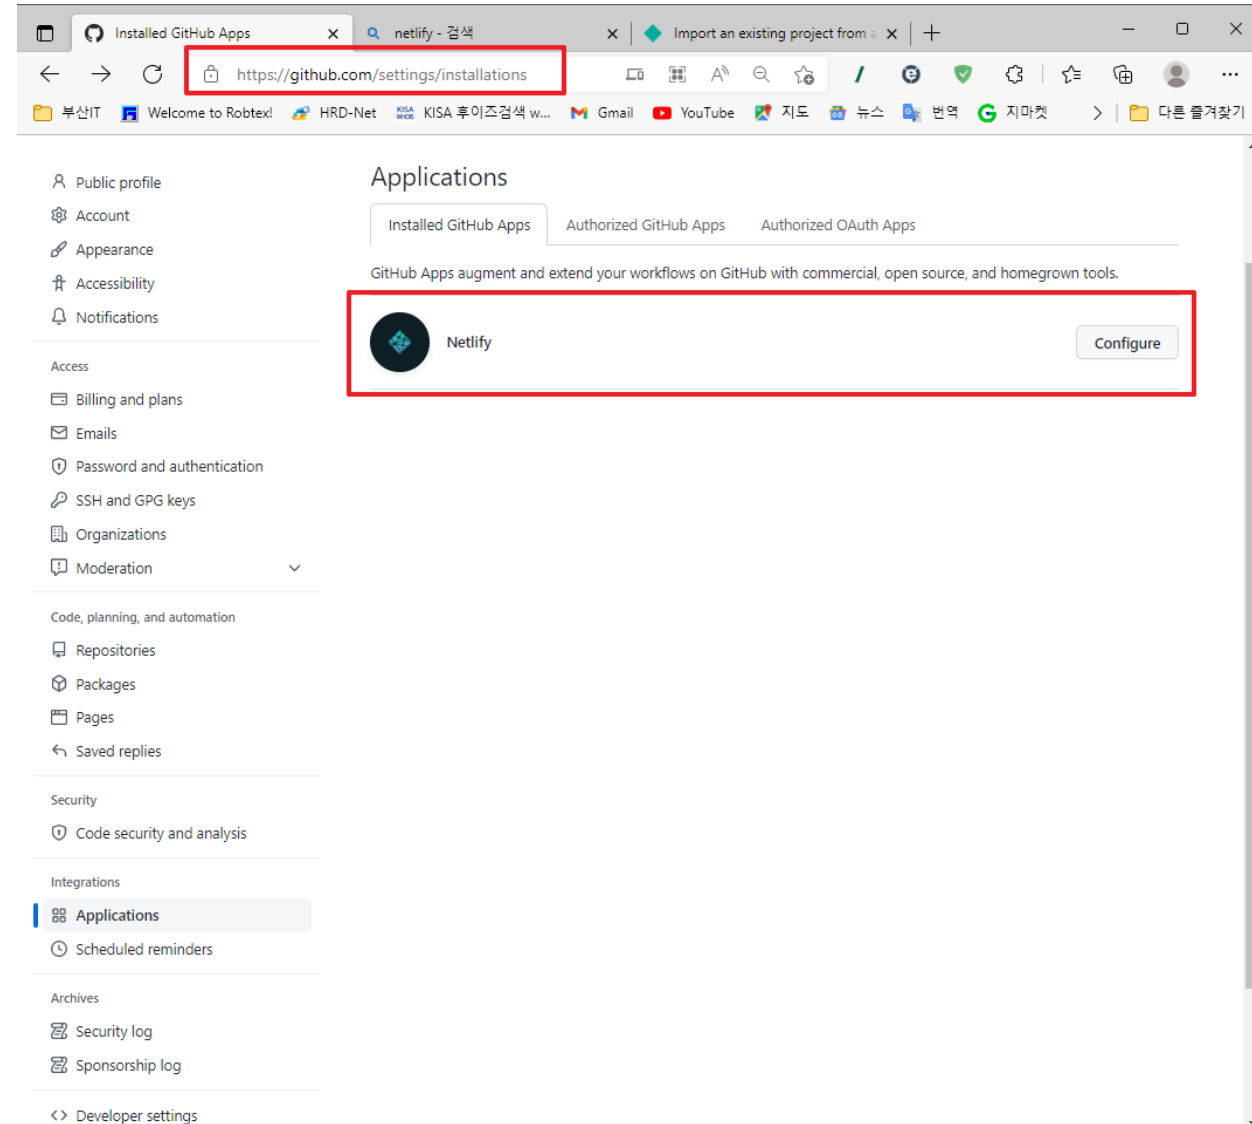 Installed GitHub Apps
netlify - 검색
Import an existing project from a
https://github.com/settings/installations
부산IT
Welcome to Robtex!
HRD-Net
KISA 후이즈검색 w...
Gmail
YouTube
지도
뉴스
번역
지마켓
다른 즐겨찾기
Public profile
Account
Appearance
Accessibility
Notifications
Access
Billing and plans
Emails
Password and authentication
SSH and GPG keys
Organizations
Moderation
Code, planning, and automation
Repositories
Packages
Pages
Saved replies
Security
Code security and analysis
Integrations
Applications
Scheduled reminders
Archives
Security log
Sponsorship log
Developer settings
Applications
Installed GitHub Apps
Authorized GitHub Apps
Authorized OAuth Apps
GitHub Apps augment and extend your workflows on GitHub with commercial, open source, and homegrown tools.
Netlify
Configure